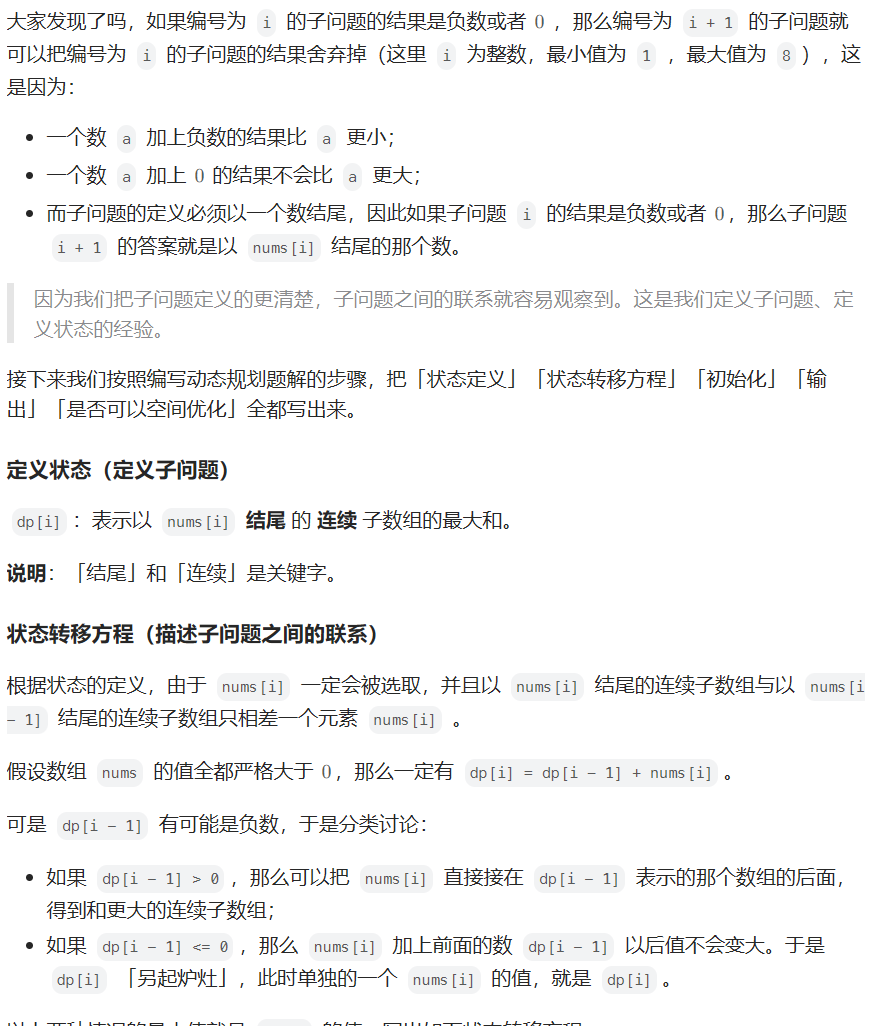 大家发现了吗，如果编号为 i 的子问题的结果是负数或者 0 ，那么编号为 i + 1 的子问题就
可以把编号为 i 的子问题的结果舍弃掉（这里 i 为整数，最小值为 1 ，最大值为 8 ），这
是因为：
• 一个数 a 加上负数的结果比 a 更小；
• 一个数 a 加上 0 的结果不会比 a 更大；
• 而子问题的定义必须以一个数结尾，因此如果子问题 i 的结果是负数或者 0，那么子问题
i + 1 的答案就是以 nums[i] 结尾的那个数。
因为我们把子问题定义的更清楚，子问题之间的联系就容易观察到。这是我们定义子问题、定
义状态的经验。
接下来我们按照编写动态规划题解的步骤，把「状态定义」「状态转移方程」「初始化」「输
出」「是否可以空间优化」全都写出来。
定义状态（定义子问题）
dp[i] ：表示以 nums[i] 结尾 的 连续 子数组的最大和。
说明：「结尾」和「连续」是关键字。
状态转移方程（描述子问题之间的联系）
根据状态的定义，由于 nums[i] 一定会被选取，并且以 nums[i] 结尾的连续子数组与以 nums[i
- 1] 结尾的连续子数组只相差一个元素 nums[i] 。
假设数组 nums 的值全都严格大于 0，那么一定有 dp[i] = dp[i - 1] + nums[i] 。
可是 dp[i - 1] 有可能是负数，于是分类讨论：
• 如果 dp[i - 1] > 0 ，那么可以把 nums[i] 直接接在 dp[i - 1] 表示的那个数组的后面，
得到和更大的连续子数组；
• 如果 dp[i - 1] <= 0 ，那么 nums[i] 加上前面的数 dp[i - 1] 以后值不会变大。于是
dp[i] 「另起炉灶」，此时单独的一个 nums[i] 的值，就是 dp[i] 。